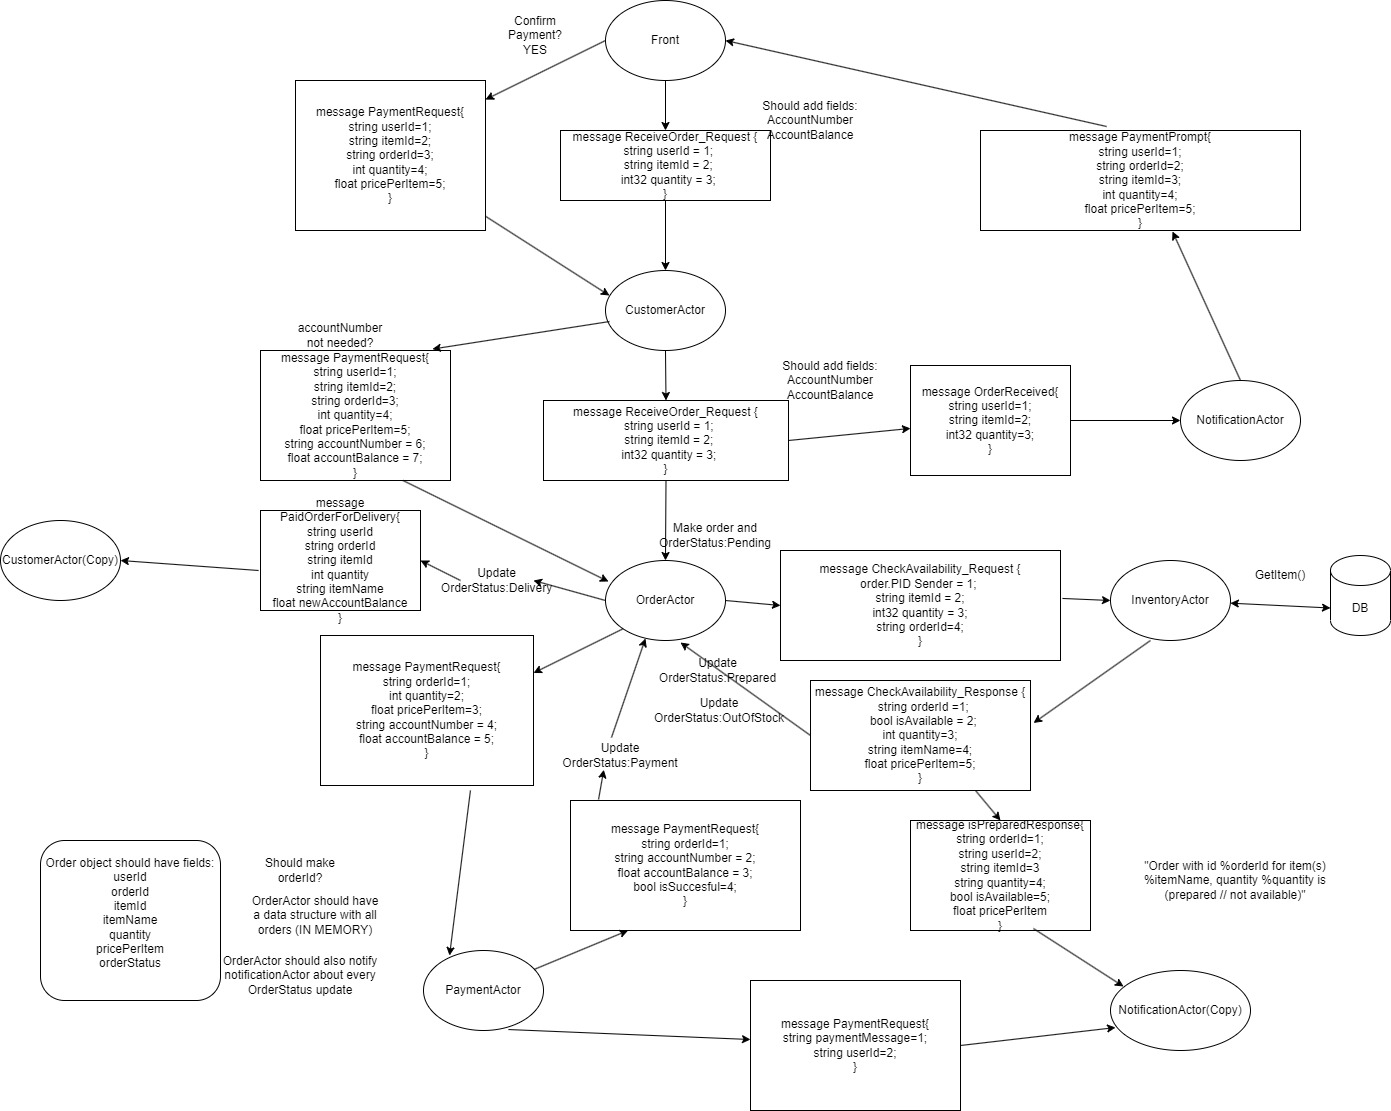 Confirm
Payment?
YES
Front
message PaymentRequest{
string userId=1;
string itemId=2;
string orderId=3;
int quantity=4;
float pricePerItem=5;
}
message ReceiveOrder_Request {
string userId = 1;
string itemId = 2;
int32 quantity = 3;
}
Should add fields:
AccountNumber
AccountBalance
message PaymentPrompt{
string userId=1;
string orderId=2;
string itemId=3;
int quantity=4;
float pricePerItem=5;
}
CustomerActor
accountNumber
not needed?
message PaymentRequest{
string userId=1;
string itemId=2;
string orderId=3;
int quantity=4;
float pricePerItem=5;
string accountNumber = 6;
float accountBalance = 7;
}
message ReceiveOrder_Request {
string userId = 1;
string itemId = 2;
int32 quantity = 3;
}
Should add fields:
AccountNumber
AccountBalance
message OrderReceived{
string userId=1;
string itemId=2;
int32 quantity=3;
}
NotificationActor
CustomerActor(Copy)
message
PaidOrderForDelivery{
string userId
string orderId
string itemId
int quantity
string itemName
float newAccountBalance
}
Update
OrderStatus:Delivery
Make order and
OrderStatus:Pending
OrderActor
message CheckAvailability_Request {
order.PID Sender = 1;
string itemId = 2;
int32 quantity = 3;
string orderId=4;
}
InventoryActor
GetItem()
DB
message PaymentRequest{
string orderId=1;
int quantity=2;
float pricePerItem=3;
string accountNumber = 4;
float accountBalance = 5;
}
Update
OrderStatus:Prepared
Update
OrderStatus:OutOfStock
message CheckAvailability_Response {
string orderId =1;
bool isAvailable = 2;
int quantity=3;
string itemName=4;
float pricePerItem=5;
}
Update
OrderStatus:Payment
message PaymentRequest{
string orderId=1;
string accountNumber = 2;
float accountBalance = 3;
bool isSuccesful=4;
}
message isPreparedResponse{
string orderId=1;
string userId=2;
string itemId=3
string quantity=4;
bool isAvailable=5;
float pricePerItem
}
"Order with id %orderId for item(s)
%itemName, quantity %quantity is
(prepared // not available)"
Order object should have fields:
userId
orderId
itemId
itemName
quantity
pricePerItem
orderStatus
Should make
orderId?
OrderActor should have
a data structure with all
orders (IN MEMORY)
OrderActor should also notify
notificationActor about every
OrderStatus update
PaymentActor
message PaymentRequest{
string paymentMessage=1;
string userId=2;
}
NotificationActor(Copy)